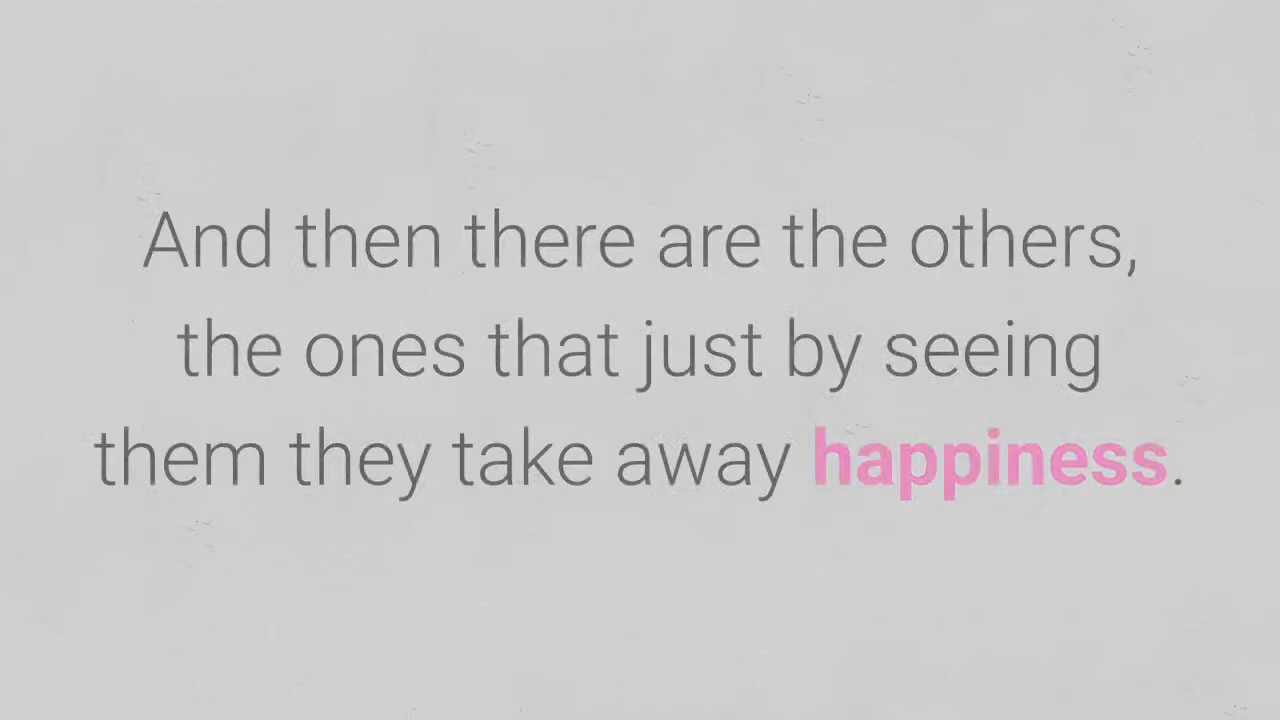 And then there are the others,
the ones that just by seeing
them they take away happiness.